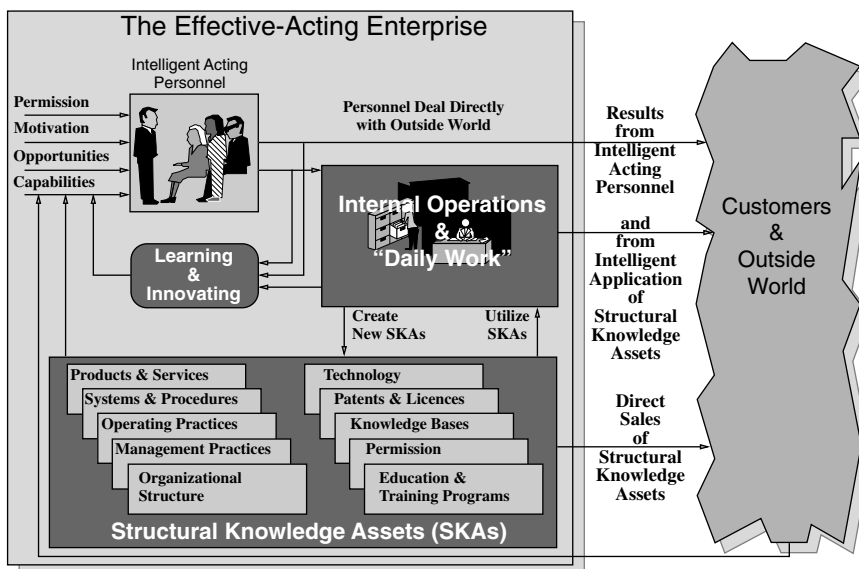 The Effective-Acting Enterprise
Intelligent Acting
Personnel
Permission
Motivation
Opportunities
Capabilities
Personnel Deal Directly
with Outside World
Results
from
Intelligent
Acting
Personnel
and
from Intelligent
Application
of
Structural
Knowledge
Assets
Customers
&
Outside
World
Internal Operations
&
“Daily Work”
Learning
&
Innovating
Create
New SKAs
Utilize
SKAs
Products & Services
Systems & Procedures
Operating Practices
Management Practices
Organizational
Structure
Technology
Patents & Licences
Knowledge Bases
Permission
Education &
Training Programs
Structural Knowledge Assets (SKAs)
Direct
Sales
of
Structural
Knowledge
Assets